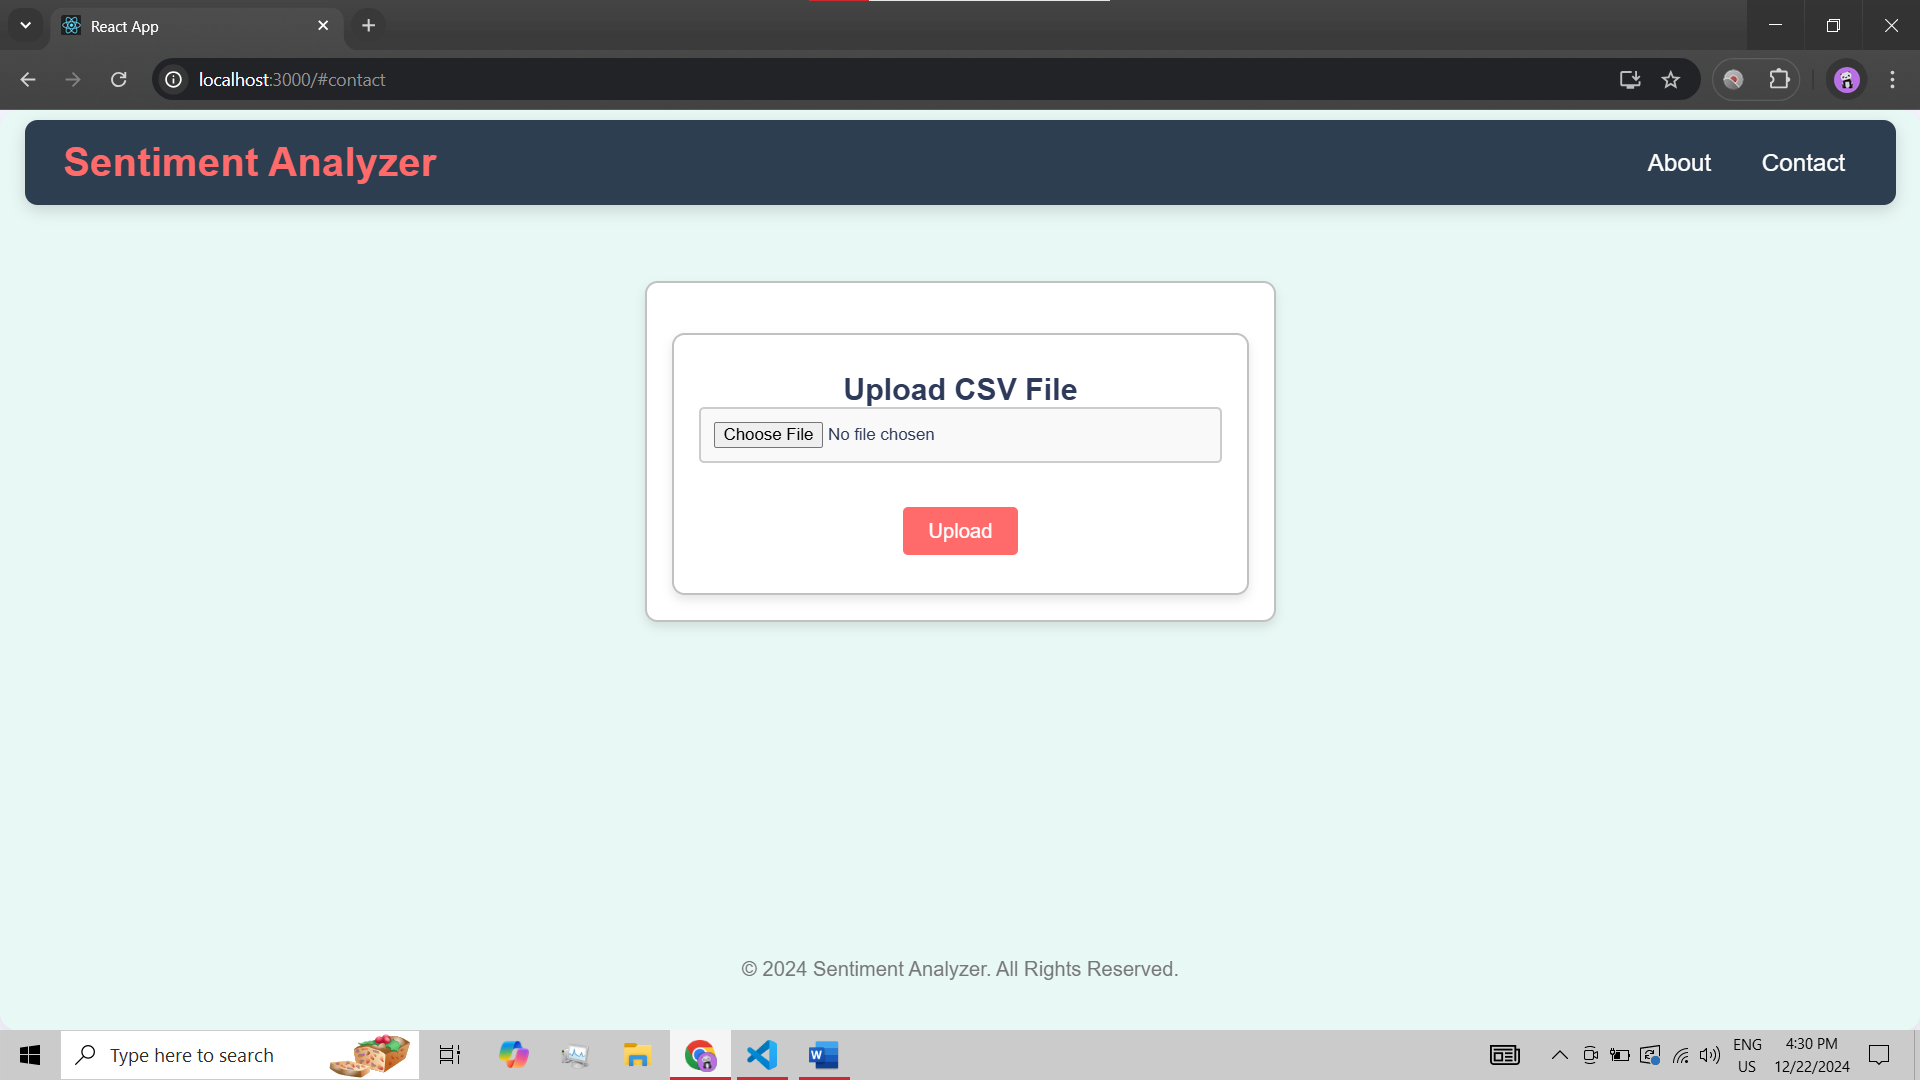 React App
localhost:3000/#contact
Sentiment Analyzer
About
Contact
Upload CSV File
Choose File No file chosen
Upload
© 2024 Sentiment Analyzer. All Rights Reserved.
Type here to search
W
ENG
US
4:30 PM
12/22/2024